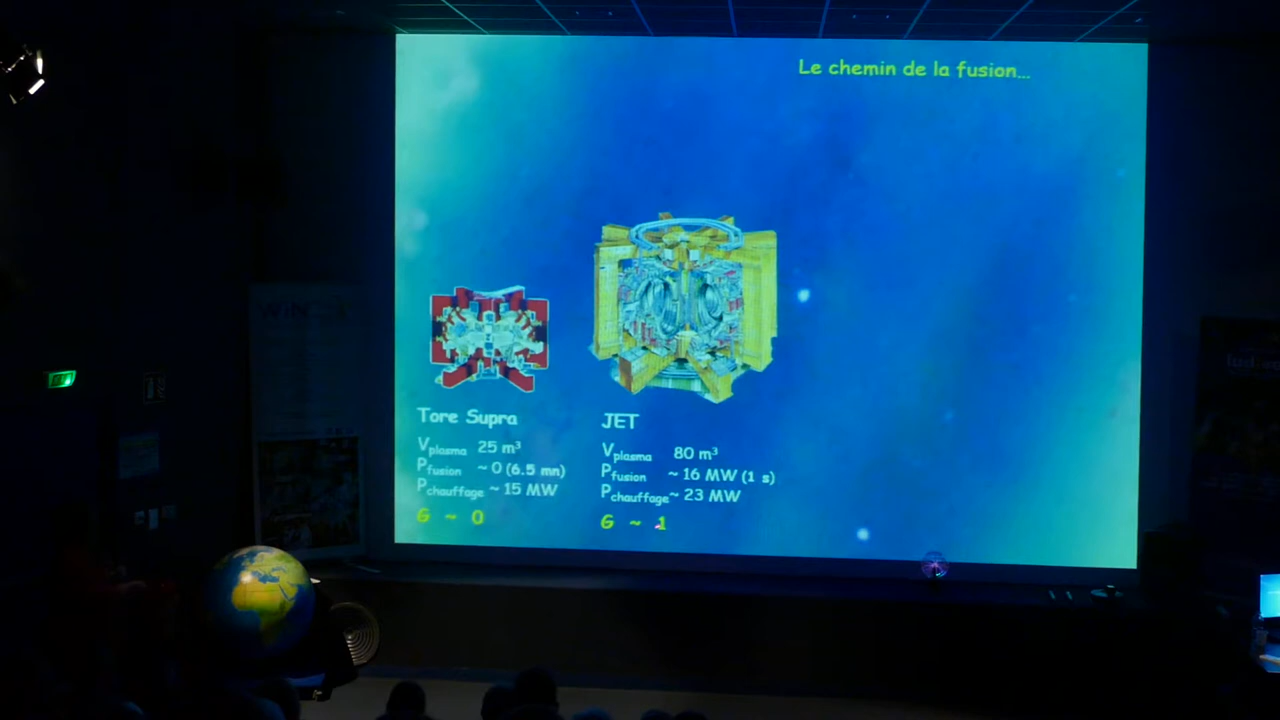 Le chemin de la fusion...
Tore Supra
Vplasma 25 m³
Pfusion ~ 0 (6.5 mn)
Pchauffage ~ 15 MW
G ~ 0
JET
Vplasma 80 m³
Pfusion ~ 16 MW (1 s)
Pchauffage ~ 23 MW
G ~ 1